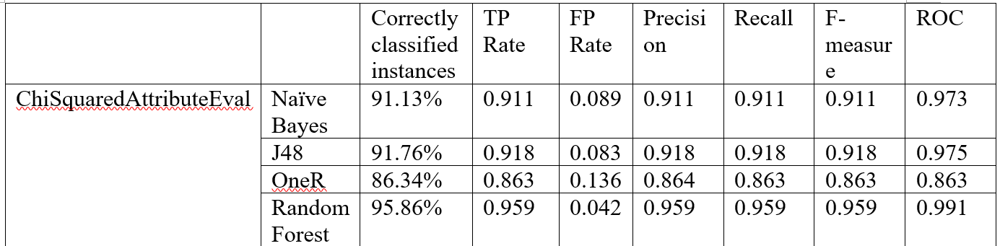 Correctly classified instances TP Rate FP Rate Precisi on Recall F- measur e ROC
ChiSquaredAttributeEval Naïve Bayes 91.13% 0.911 0.089 0.911 0.911 0.911 0.973
J48 91.76% 0.918 0.083 0.918 0.918 0.918 0.975
OneR 86.34% 0.863 0.136 0.864 0.863 0.863 0.863
Random Forest 95.86% 0.959 0.042 0.959 0.959 0.959 0.991